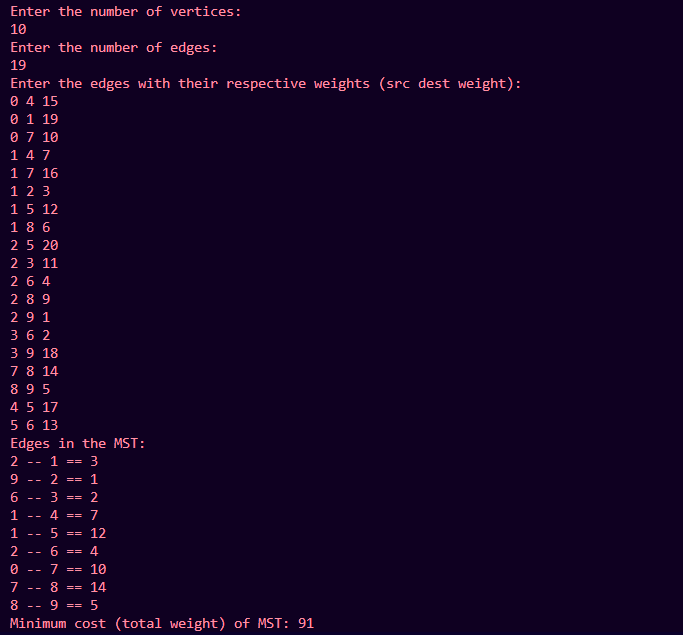 Enter the number of vertices:
10
Enter the number of edges:
19
Enter the edges with their respective weights (src dest weight):
0 4 15
0 1 19
0 7 10
1 4 7
1 7 16
1 2 3
1 5 12
1 8 6
2 5 20
2 3 11
2 6 4
2 8 9
2 9 1
3 6 2
3 9 18
7 8 14
8 9 5
4 5 17
5 6 13
Edges in the MST:
2 -- 1 == 3
9 -- 2 == 1
6 -- 3 == 2
1 -- 4 == 7
1 -- 5 == 12
2 -- 6 == 4
0 -- 7 == 10
7 -- 8 == 14
8 -- 9 == 5
Minimum cost (total weight) of MST: 91